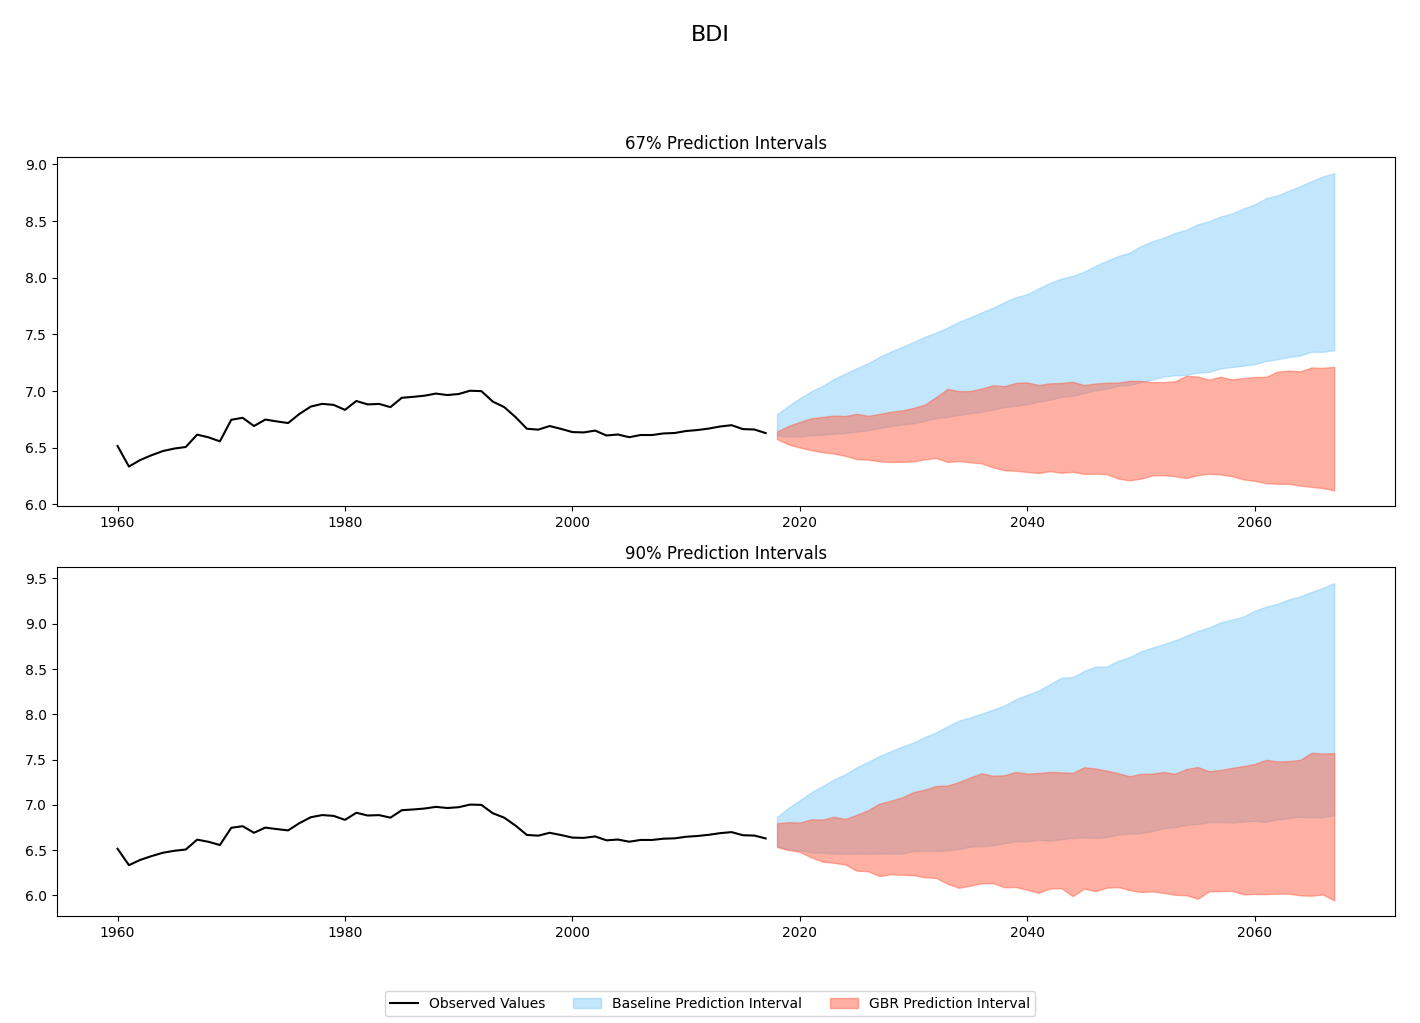 BDI
67% Prediction Intervals
9.0
8.5
8.0
7.5
7.0
6.5
6.0
1960 1980 2000 2020 2040 2060
90% Prediction Intervals
9.5
9.0
8.5
8.0
7.5
7.0
6.5
6.0
1960 1980 2000 2020 2040 2060
Observed Values Baseline Prediction Interval GBR Prediction Interval